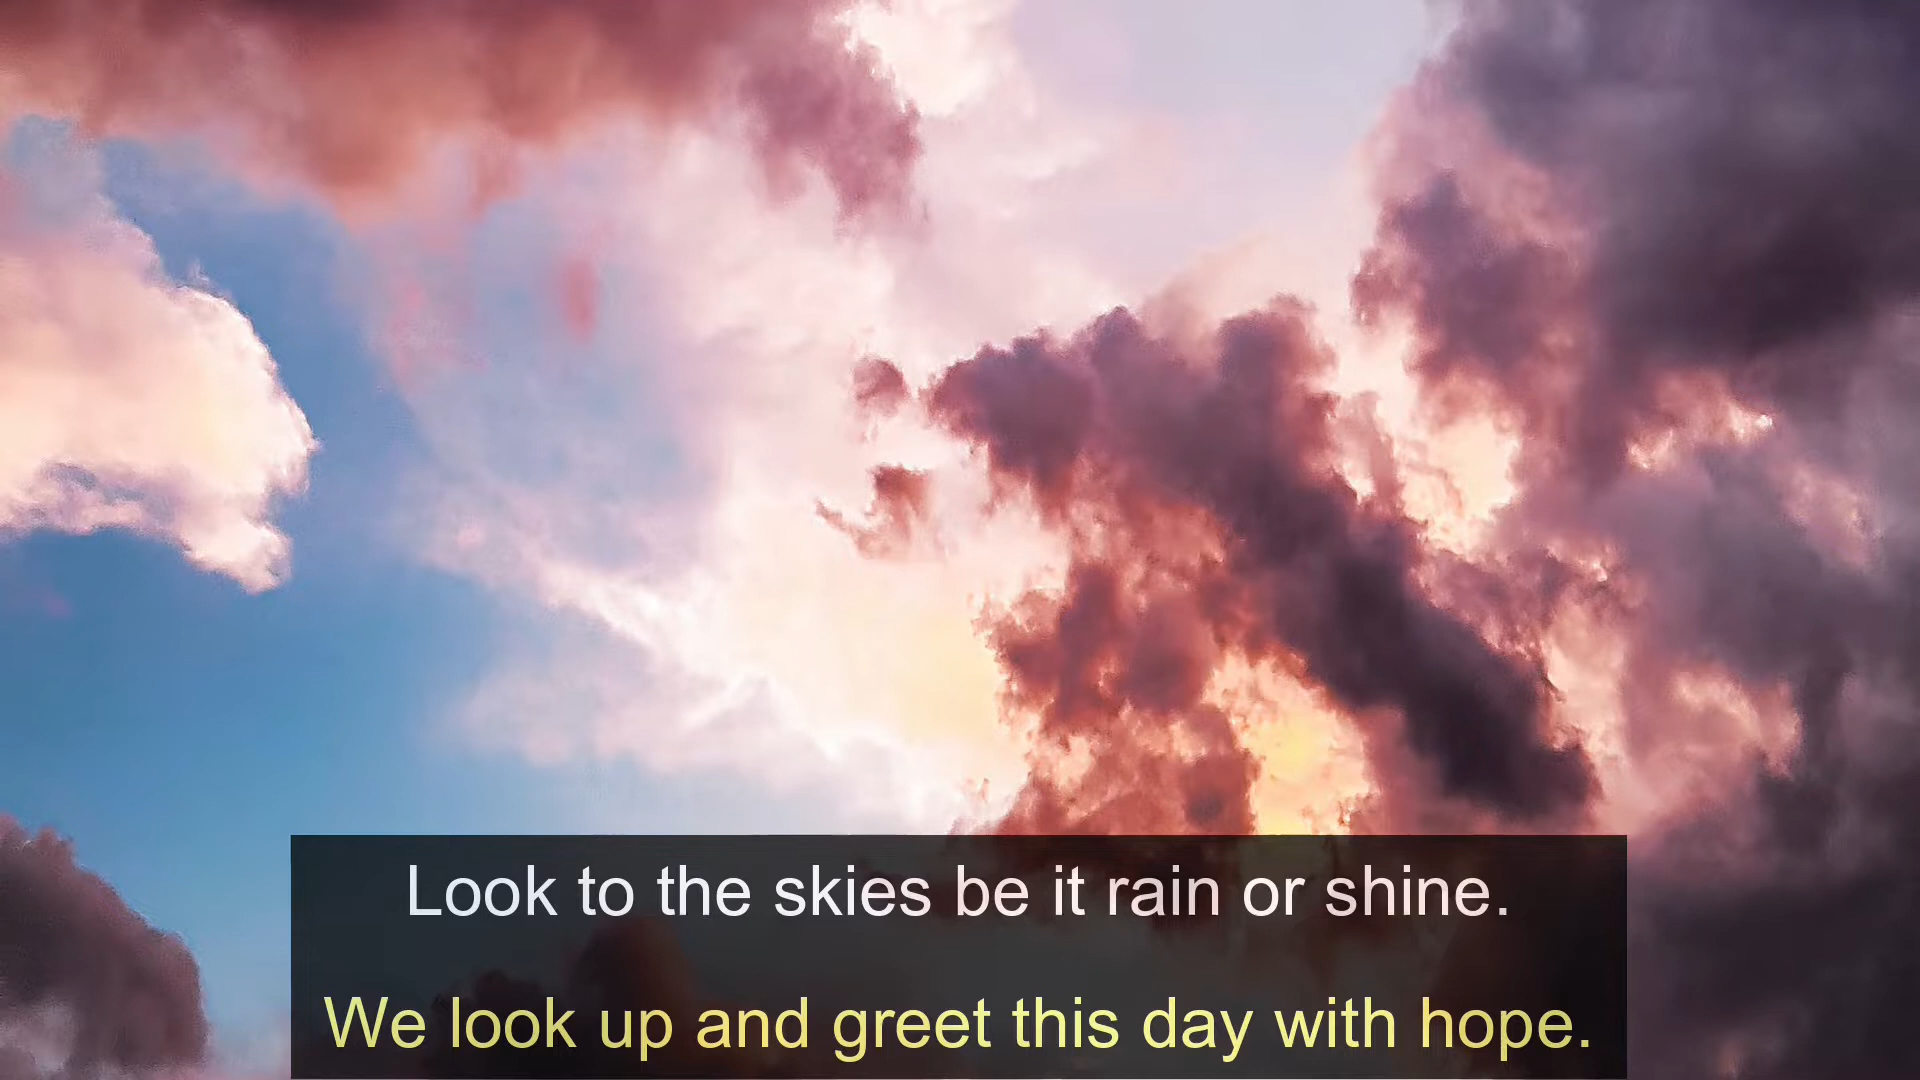 Look to the skies be it rain or shine.
We look up and greet this day with hope.